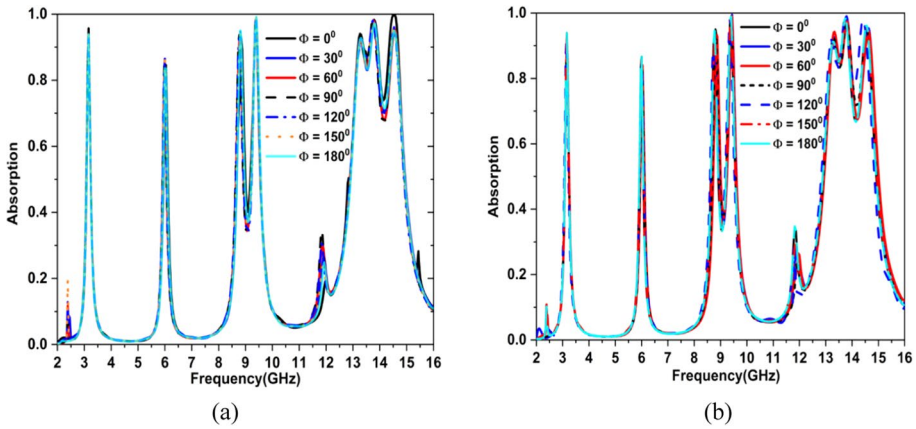 Absorption
1.0
0.8
0.6
0.4
0.2
0.0
Φ = 0⁰
Φ = 30⁰
Φ = 60⁰
Φ = 90⁰
Φ = 120⁰
Φ = 150⁰
Φ = 180⁰
2 3 4 5 6 7 8 9 10 11 12 13 14 15 16
Frequency(GHz)
(a)
Absorption
1.0
0.8
0.6
0.4
0.2
0.0
Φ = 0⁰
Φ = 30⁰
Φ = 60⁰
Φ = 90⁰
Φ = 120⁰
Φ = 150⁰
Φ = 180⁰
2 3 4 5 6 7 8 9 10 11 12 13 14 15 16
Frequency(GHz)
(b)